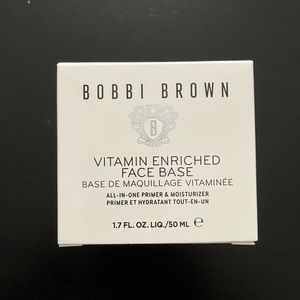 BOBBI BROWN
B
VITAMIN ENRICHED
FACE BASE
BASE DE MAQUILLAGE VITAMINÉE
ALL-IN-ONE PRIMER & MOISTURIZER
PRIMER ET HYDRATANT TOUT-EN-UN
1.7 FL. OZ. LIQ./50 ML ℮